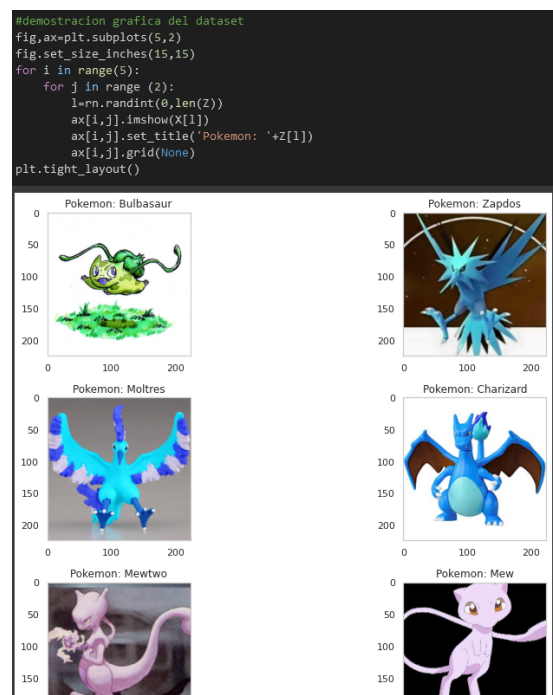 #demostracion grafica del dataset
fig,ax=plt.subplots(5,2)
fig.set_size_inches(15,15)
for i in range(5):
    for j in range (2):
        l=rn.randint(0,len(Z))
        ax[i,j].imshow(X[l])
        ax[i,j].set_title('Pokemon: '+Z[l])
        ax[i,j].grid(None)
plt.tight_layout()
Pokemon: Bulbasaur
0
50
100
150
200
0 100 200
Pokemon: Zapdos
0
50
100
150
200
0 100 200
Pokemon: Moltres
0
50
100
150
200
0 100 200
Pokemon: Charizard
0
50
100
150
200
0 100 200
Pokemon: Mewtwo
0
50
100
150
Pokemon: Mew
0
50
100
150